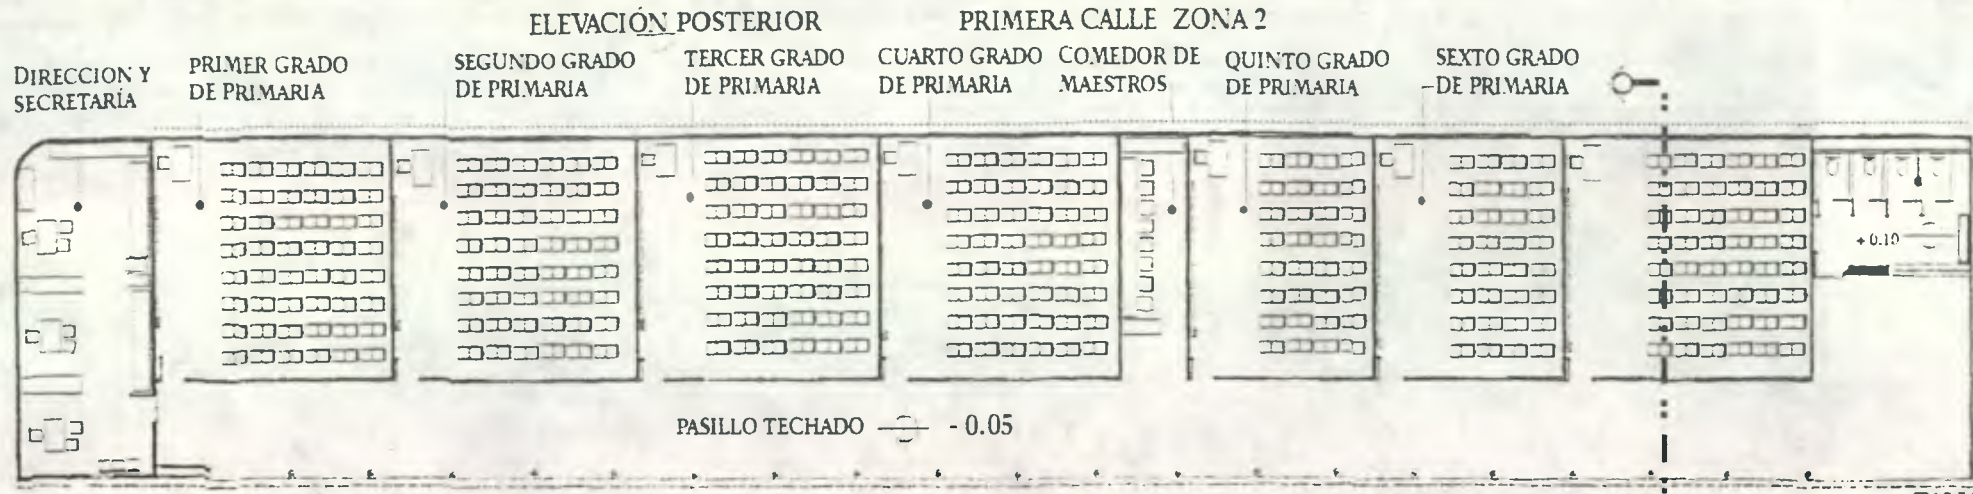 ELEVACIÓN POSTERIOR
PRIMERA CALLE ZONA 2
DIRECCION Y
SECRETARÍA
PRIMER GRADO
DE PRIMARIA
SEGUNDO GRADO
DE PRIMARIA
TERCER GRADO
DE PRIMARIA
CUARTO GRADO
DE PRIMARIA
COMEDOR DE
MAESTROS
QUINTO GRADO
DE PRIMARIA
SEXTO GRADO
DE PRIMARIA
+ 0.10
PASILLO TECHADO - 0.05